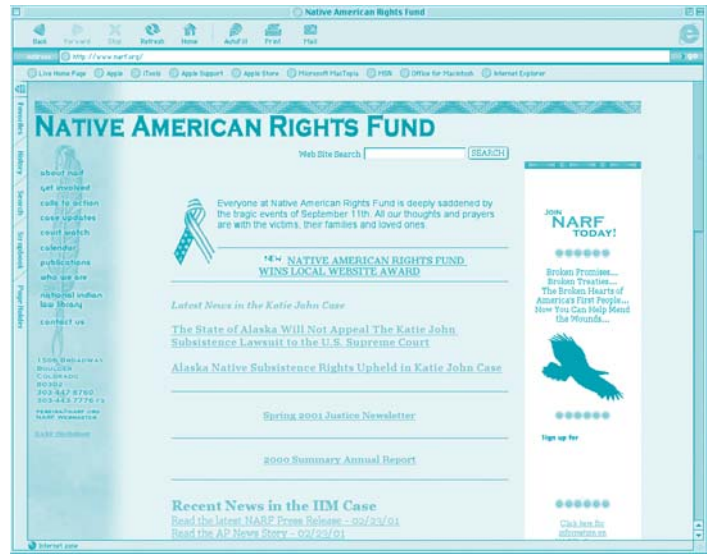 Native American Rights Fund
Back Forward Stop Refresh Home AutoFill Print Mail
Address: http://www.narf.org/ go
Live Home Page Apple iTools Apple Support Apple Store Microsoft MacTopia MSN Office for Macintosh Internet Explorer
Favorites
History
Search
Scrapbook
Page Holder
NATIVE AMERICAN RIGHTS FUND
Web Site Search SEARCH
about narf
get involved
calls to action
case updates
court watch
calendar
publications
who we are
national indian
law library
contact us
1506 BROADWAY
BOULDER
COLORADO
80302
303-447-8760
NARF WEBMASTER
Everyone at Native American Rights Fund is deeply saddened by
the tragic events of September 11th. All our thoughts and prayers
are with the victims, their families and loved ones.
NEW NATIVE AMERICAN RIGHTS FUND
WINS LOCAL WEBSITE AWARD
Latest News in the Katie John Case
The State of Alaska Will Not Appeal The Katie John
Subsistence Lawsuit to the U.S. Supreme Court
Alaska Native Subsistence Rights Upheld in Katie John Case
Spring 2001 Justice Newsletter
2000 Summary Annual Report
Recent News in the IIM Case
Read the latest NARF Press Release - 02/23/01
Read the AP News Story - 02/23/01
JOIN
NARF
TODAY!
Broken Promises...
Broken Treaties...
The Broken Hearts of
America's First People...
Now You Can Help Mend
the Wounds...
Sign up for
Click here for
information on
Internet zone